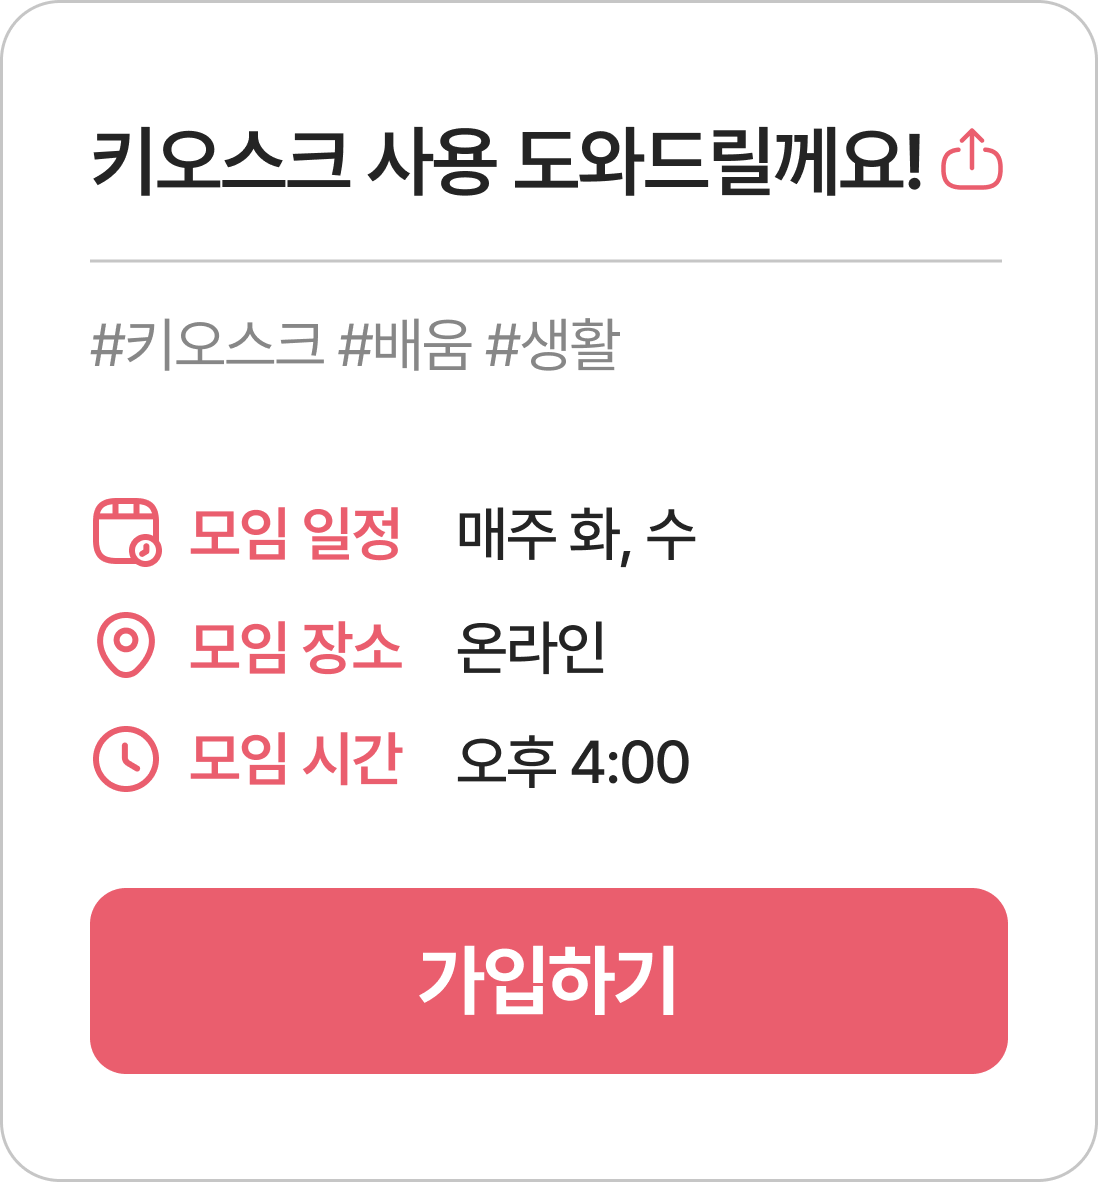 키오스크 사용 도와드릴께요!
#키오스크 #배움 #생활
모임 일정 매주 화, 수
모임 장소 온라인
모임 시간 오후 4:00
가입하기